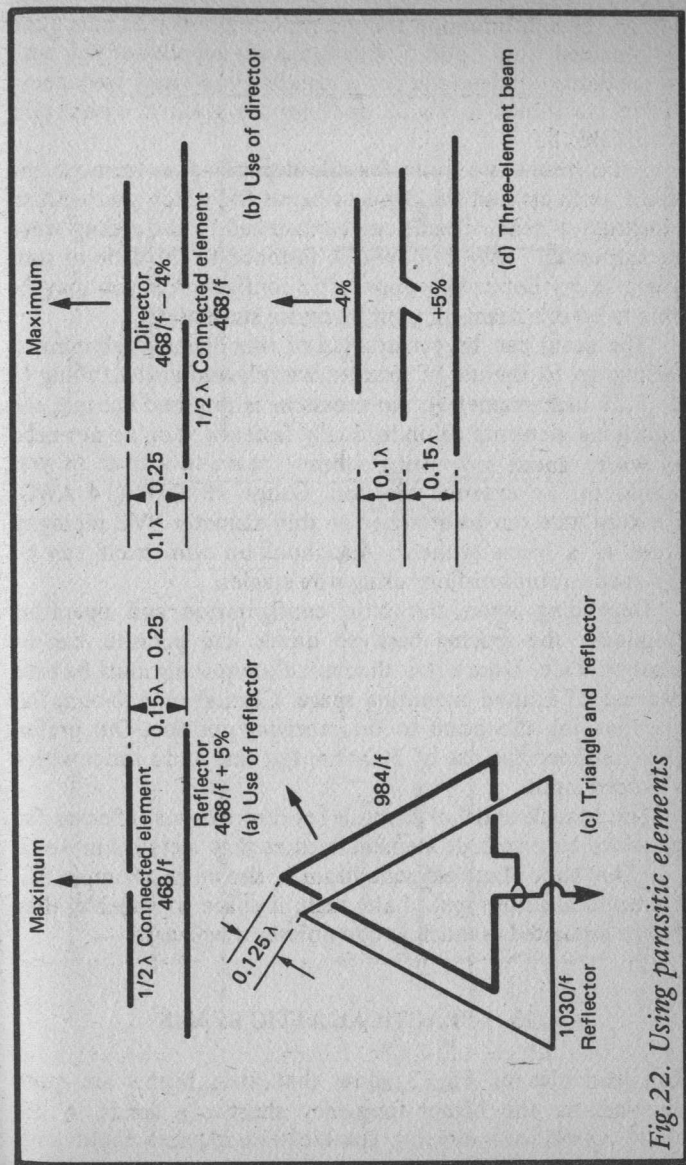 Maximum
1/2λ Connected element
468/f
0.15λ 0.25
Reflector
468/f +5%
(a) Use of reflector
Maximum
Director
468/f – 4%
0.1λ – 0.25
1/2λ Connected element
468/f
(b) Use of director
0.125λ
984/f
1030/f
Reflector
(c) Triangle and reflector
–4%
0.1λ
0.15λ
+5%
(d) Three-element beam
Fig.22. Using parasitic elements